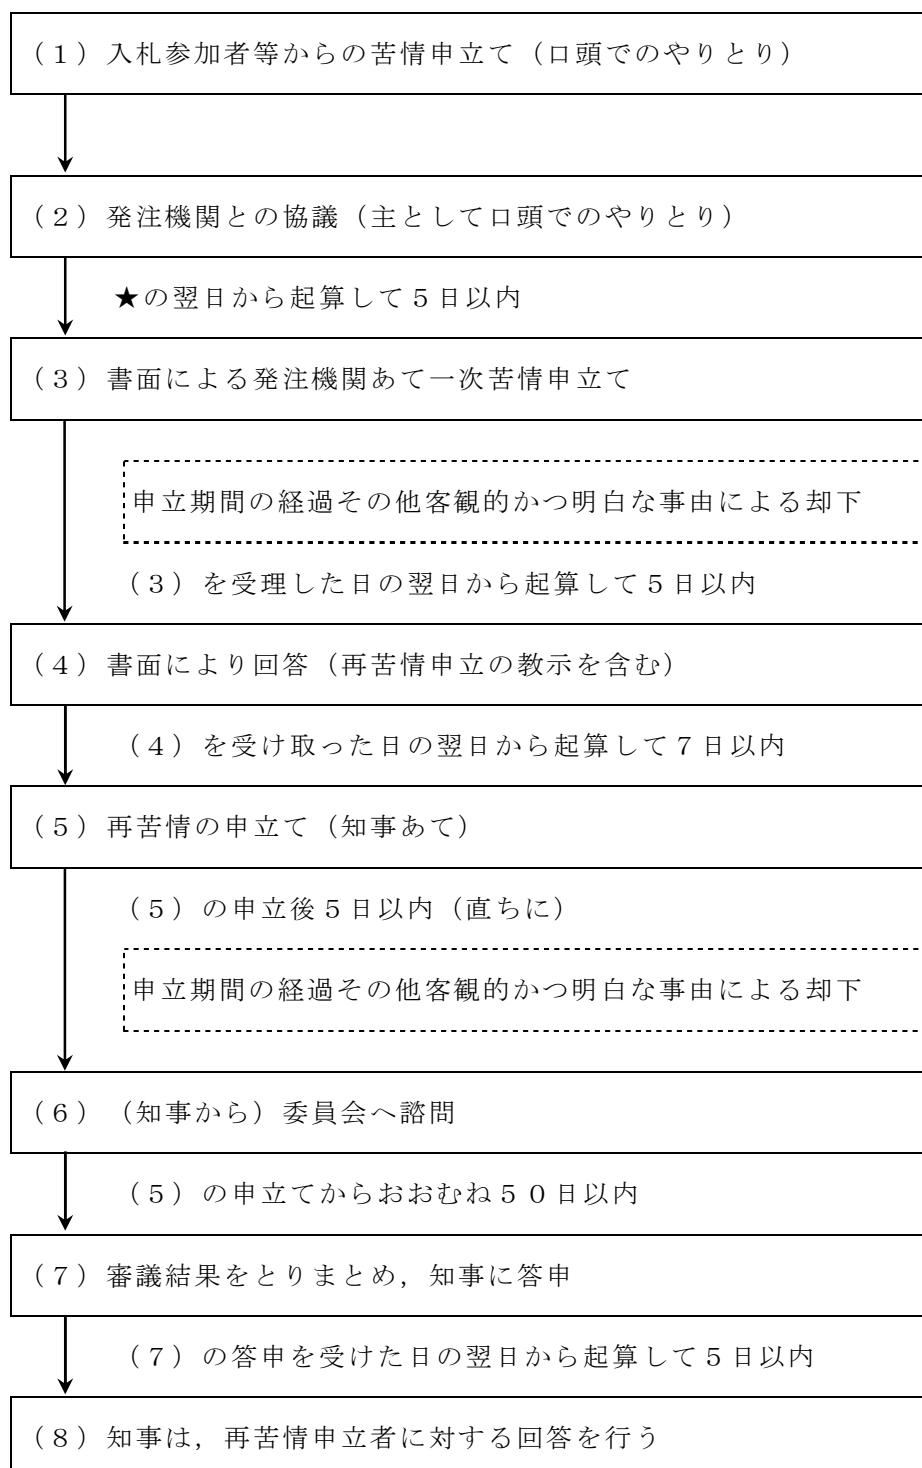 （１）入札参加者等からの苦情申立て（口頭でのやりとり）
（２）発注機関との協議（主として口頭でのやりとり）
★の翌日から起算して５日以内
（３）書面による発注機関あて一次苦情申立て
申立期間の経過その他客観的かつ明白な事由による却下
（３）を受理した日の翌日から起算して５日以内
（４）書面により回答（再苦情申立の教示を含む）
（４）を受け取った日の翌日から起算して７日以内
（５）再苦情の申立て（知事あて）
（５）の申立後５日以内（直ちに）
申立期間の経過その他客観的かつ明白な事由による却下
（６）（知事から）委員会へ諮問
（５）の申立てからおおむね５０日以内
（７）審議結果をとりまとめ，知事に答申
（７）の答申を受けた日の翌日から起算して５日以内
（８）知事は，再苦情申立者に対する回答を行う